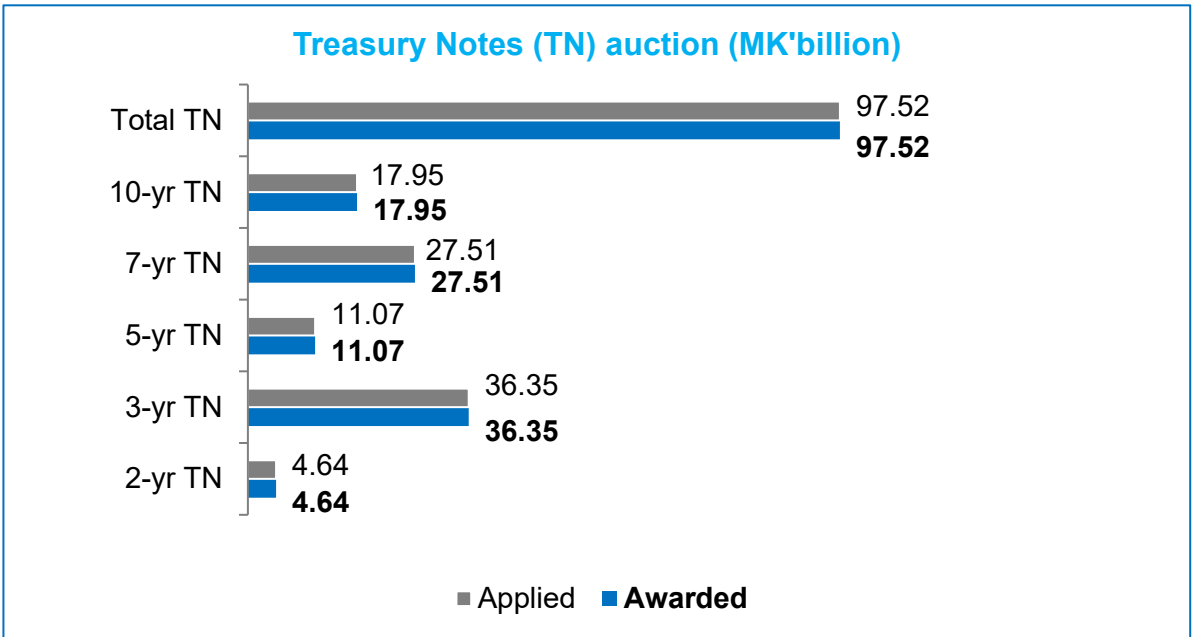 Treasury Notes (TN) auction (MK'billion)
Total TN
97.52
97.52
10-yr TN
17.95
17.95
7-yr TN
27.51
27.51
5-yr TN
11.07
11.07
3-yr TN
36.35
36.35
2-yr TN
4.64
4.64
Applied Awarded